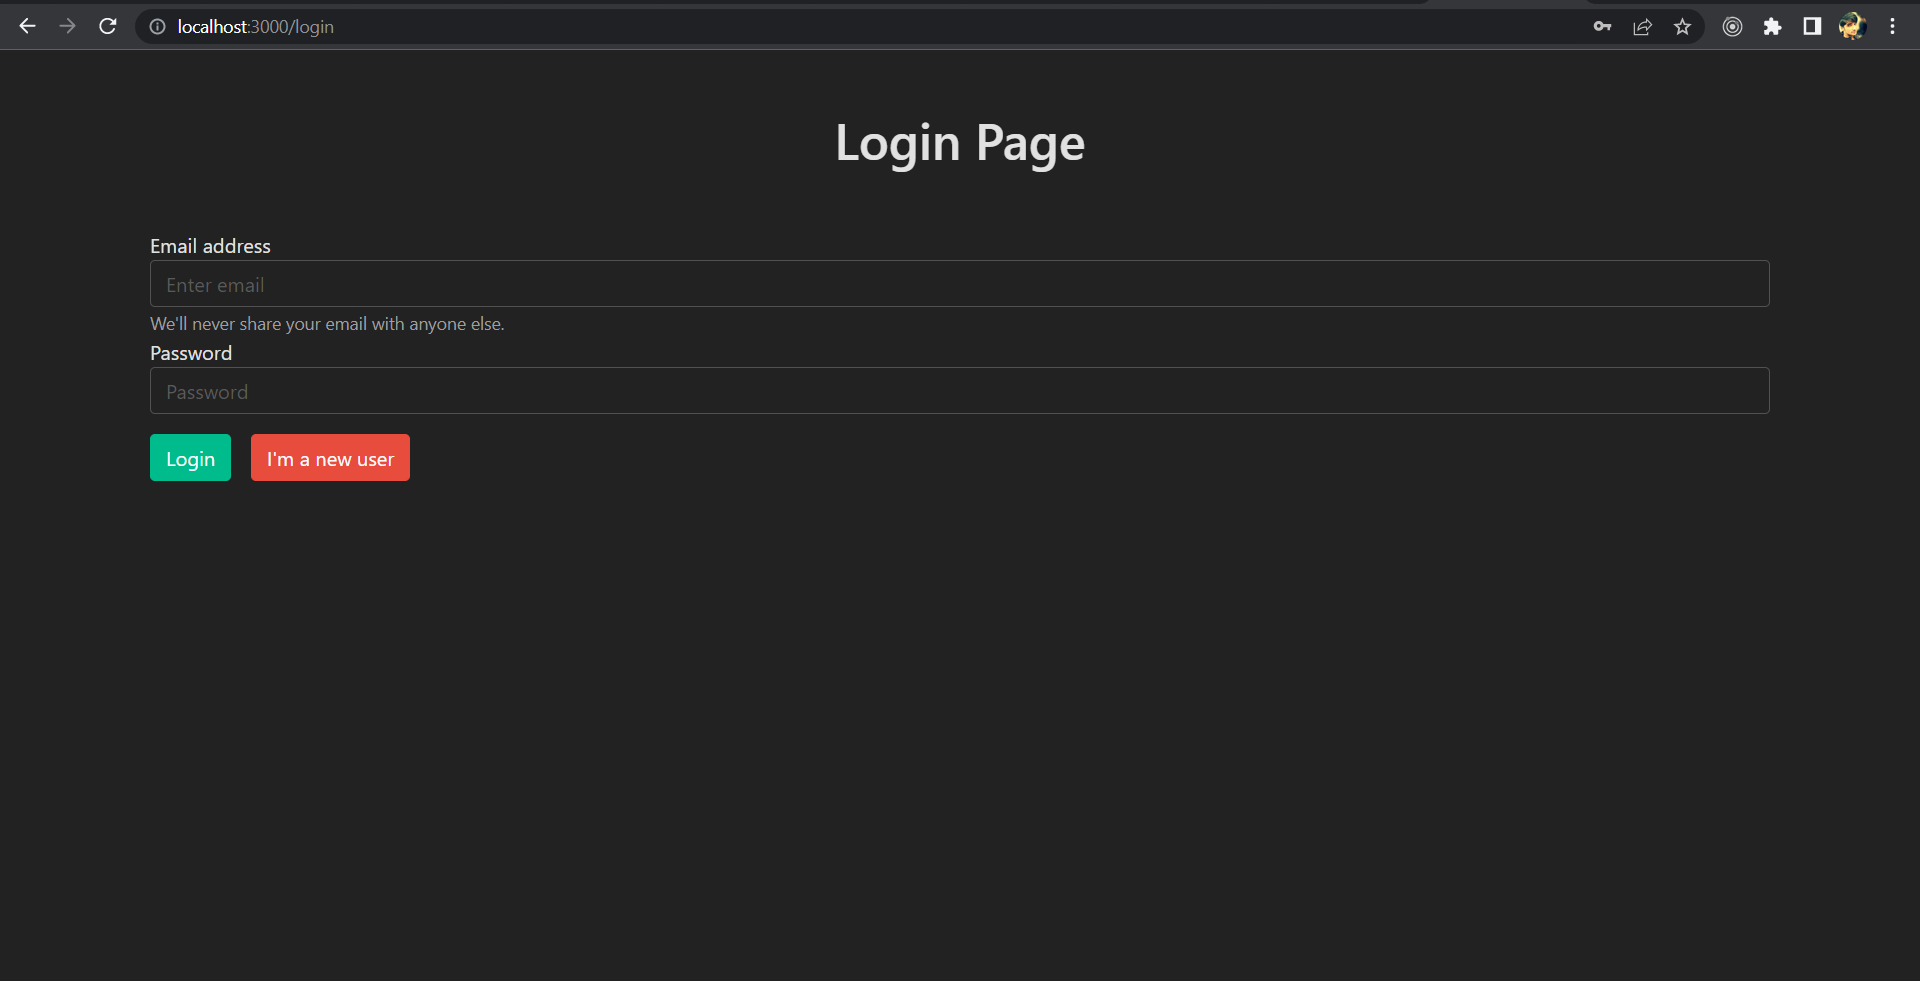 localhost:3000/login
Login Page
Email address
Enter email
We'll never share your email with anyone else.
Password
Password
Login I'm a new user